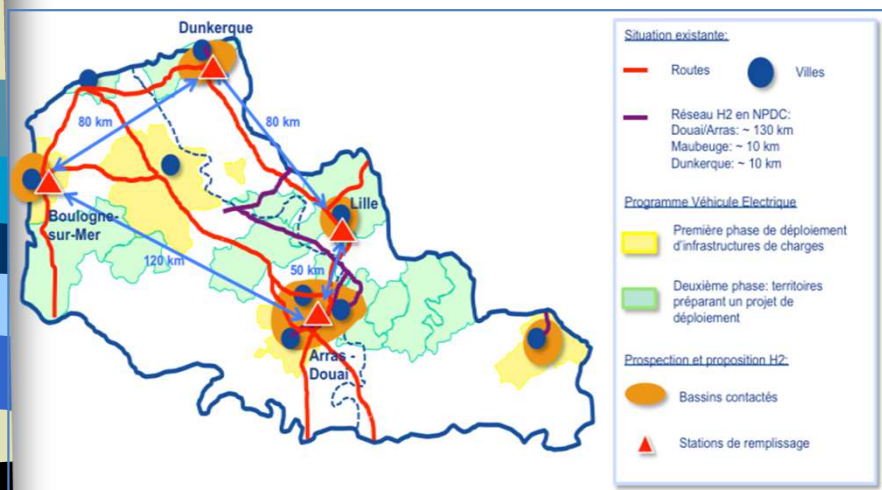 Dunkerque
80 km
80 km
Lille
Boulogne-
sur-Mer
120 km
50 km
Arras -
Douai
Situation existante:
Routes
Villes
Réseau H2 en NPDC:
Douai/Arras: ~ 130 km
Maubeuge: ~ 10 km
Dunkerque: ~ 10 km
Programme Véhicule Electrique
Première phase de déploiement
d'infrastructures de charges
Deuxième phase: territoires
préparant un projet de
déploiement
Prospection et proposition H2:
Bassins contactés
Stations de remplissage